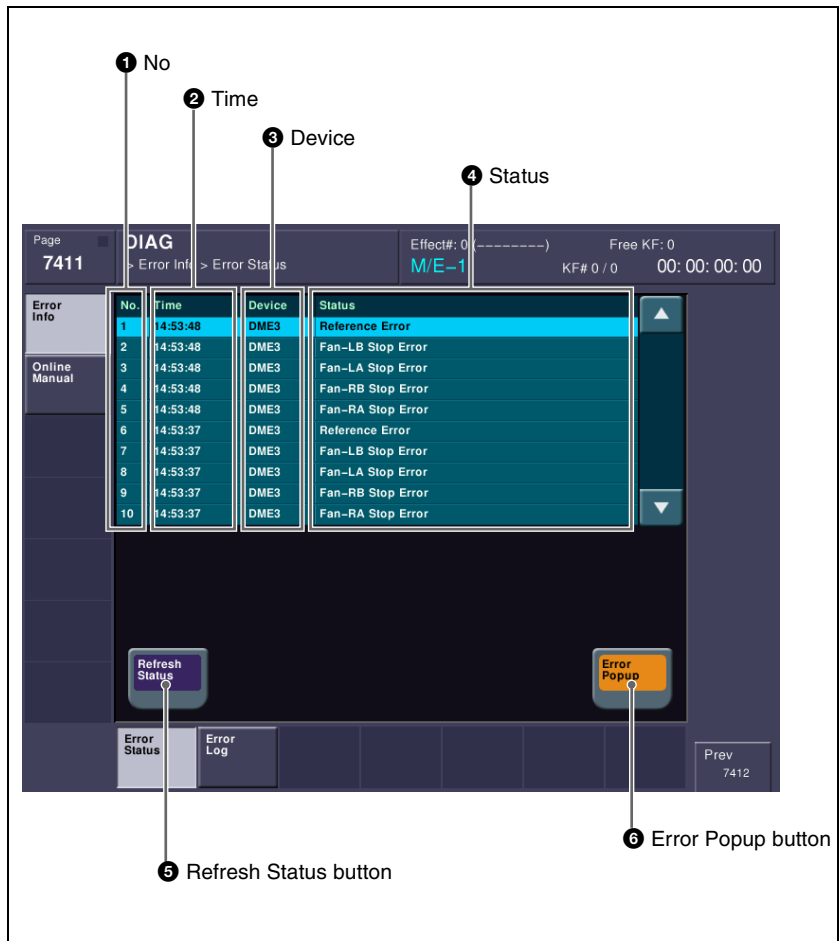 ❶ No
❷ Time
❸ Device
❹ Status
Page
7411
DIAG
> Error Info > Error Status
Effect#: 0 (--------)
Free KF: 0
M/E-1
KF# 0 / 0
00: 00: 00: 00
Error
Info
Online
Manual
No. Time Device Status
1 14:53:48 DME3 Reference Error
2 14:53:48 DME3 Fan-LB Stop Error
3 14:53:48 DME3 Fan-LA Stop Error
4 14:53:48 DME3 Fan-RB Stop Error
5 14:53:48 DME3 Fan-RA Stop Error
6 14:53:37 DME3 Reference Error
7 14:53:37 DME3 Fan-LB Stop Error
8 14:53:37 DME3 Fan-LA Stop Error
9 14:53:37 DME3 Fan-RB Stop Error
10 14:53:37 DME3 Fan-RA Stop Error
Refresh
Status
Error
Popup
Error
Status
Error
Log
Prev
7412
❻ Error Popup button
❺ Refresh Status button